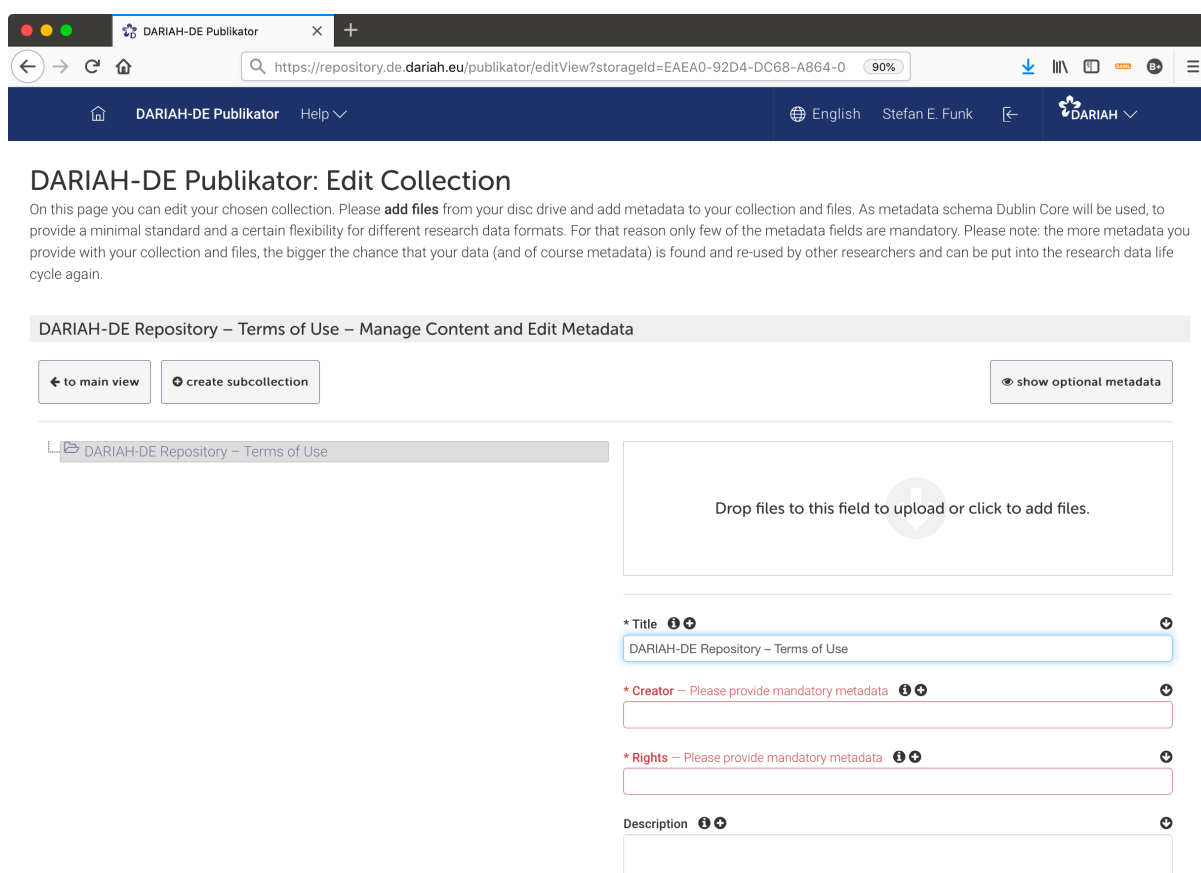 DARIAH-DE Publikator
https://repository.de.dariah.eu/publikator/editView?storageId=EAEA0-92D4-DC68-A864-0 90%
DARIAH-DE Publikator Help English Stefan E. Funk DARIAH
DARIAH-DE Publikator: Edit Collection
On this page you can edit your chosen collection. Please add files from your disc drive and add metadata to your collection and files. As metadata schema Dublin Core will be used, to
provide a minimal standard and a certain flexibility for different research data formats. For that reason only few of the metadata fields are mandatory. Please note: the more metadata you
provide with your collection and files, the bigger the chance that your data (and of course metadata) is found and re-used by other researchers and can be put into the research data life
cycle again.
DARIAH-DE Repository – Terms of Use – Manage Content and Edit Metadata
to main view create subcollection show optional metadata
DARIAH-DE Repository – Terms of Use
Drop files to this field to upload or click to add files.
* Title
DARIAH-DE Repository – Terms of Use
* Creator — Please provide mandatory metadata
* Rights — Please provide mandatory metadata
Description